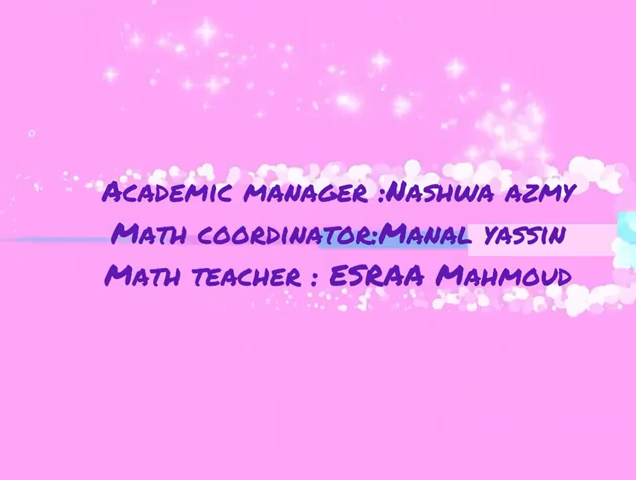 Academic manager :Nashwa azmy
Math coordinator:Manal yassin
Math teacher : ESRAA Mahmoud